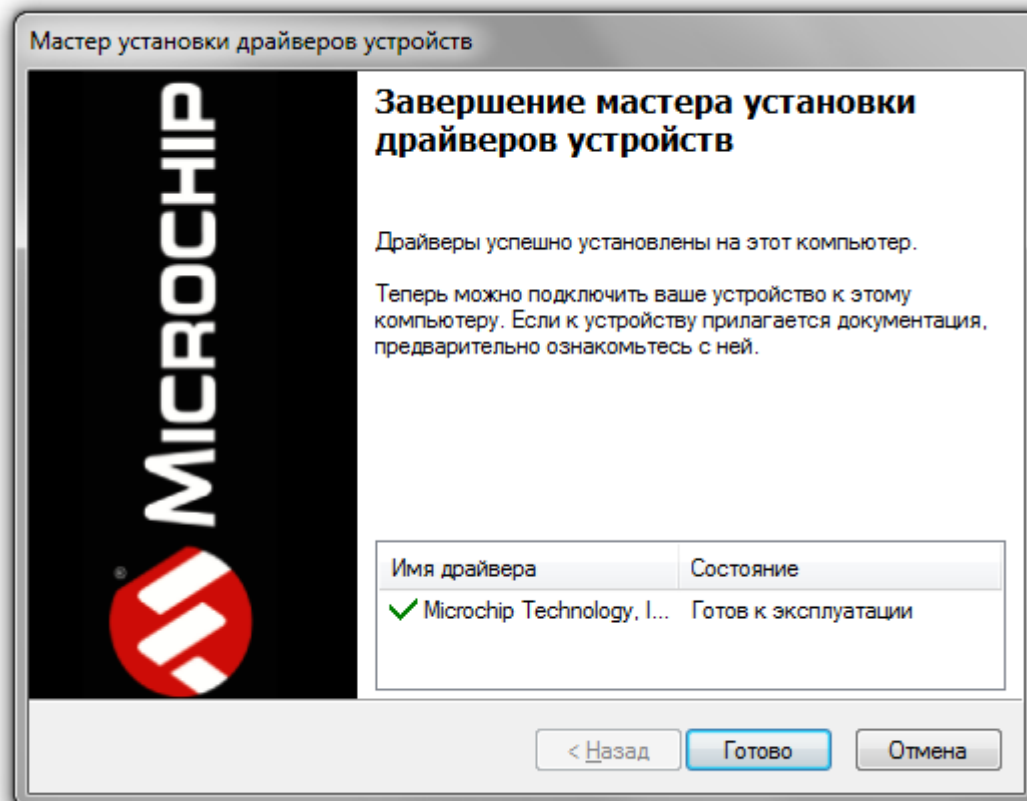 Мастер установки драйверов устройств
MICROCHIP
®
Завершение мастера установки
драйверов устройств
Драйверы успешно установлены на этот компьютер.
Теперь можно подключить ваше устройство к этому
компьютеру. Если к устройству прилагается документация,
предварительно ознакомьтесь с ней.
Имя драйвера Состояние
Microchip Technology, I... Готов к эксплуатации
< Назад Готово Отмена